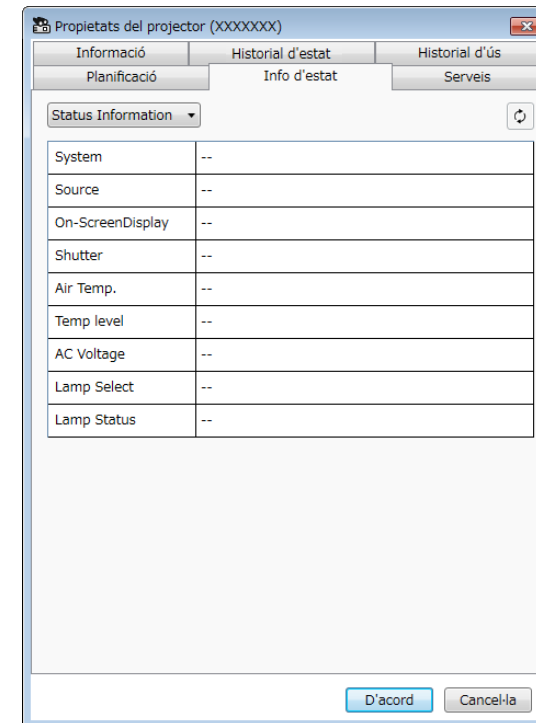 Propietats del projector (XXXXXXX)
Informació Historial d'estat Historial d'ús
Planificació Info d'estat Serveis
Status Information
System --
Source --
On-ScreenDisplay --
Shutter --
Air Temp. --
Temp level --
AC Voltage --
Lamp Select --
Lamp Status --
D'acord Cancel·la